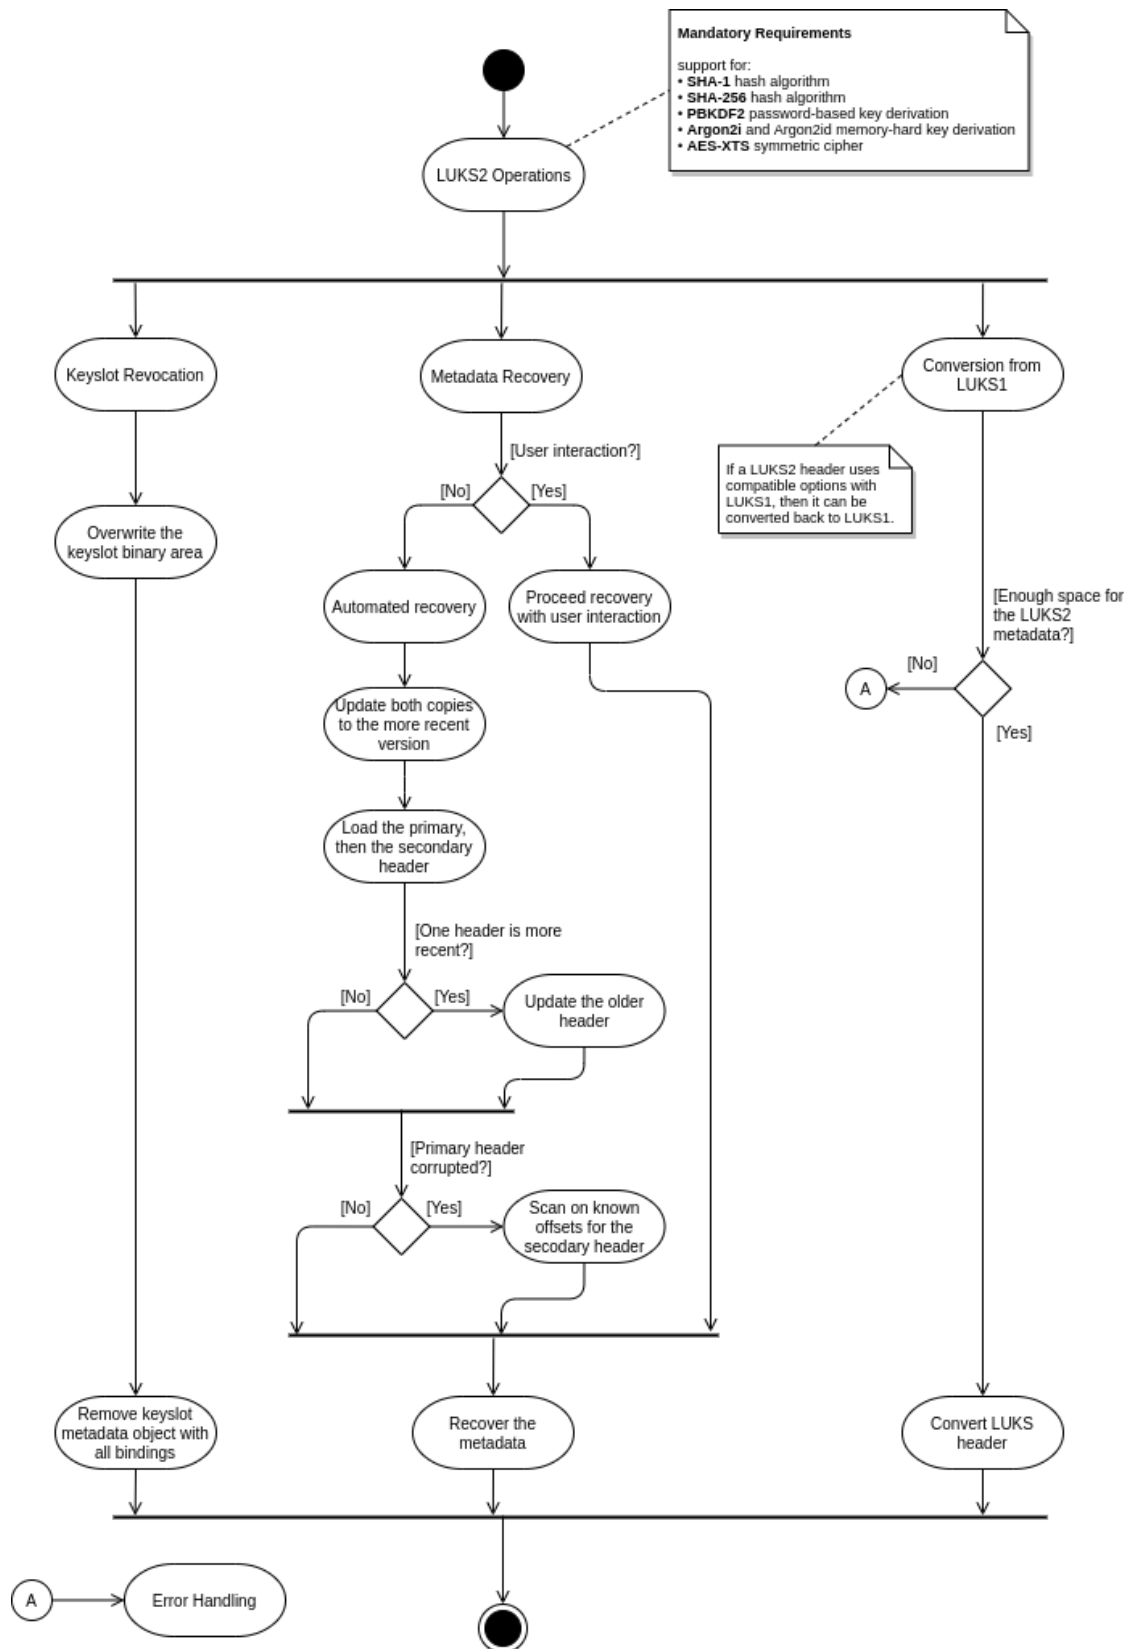 Mandatory Requirements
support for:
• SHA-1 hash algorithm
• SHA-256 hash algorithm
• PBKDF2 password-based key derivation
• Argon2i and Argon2id memory-hard key derivation
• AES-XTS symmetric cipher
LUKS2 Operations
Keyslot Revocation
Metadata Recovery
Conversion from
LUKS1
[User interaction?]
If a LUKS2 header uses
compatible options with
LUKS1, then it can be
converted back to LUKS1.
[No]
[Yes]
Overwrite the
keyslot binary area
Automated recovery
Proceed recovery
with user interaction
[Enough space for
the LUKS2
metadata?]
[No]
A
[Yes]
Update both copies
to the more recent
version
Load the primary,
then the secondary
header
[One header is more
recent?]
[No]
[Yes]
Update the older
header
[Primary header
corrupted?]
[No]
[Yes]
Scan on known
offsets for the
secodary header
Remove keyslot
metadata object with
all bindings
Recover the
metadata
Convert LUKS
header
A
Error Handling